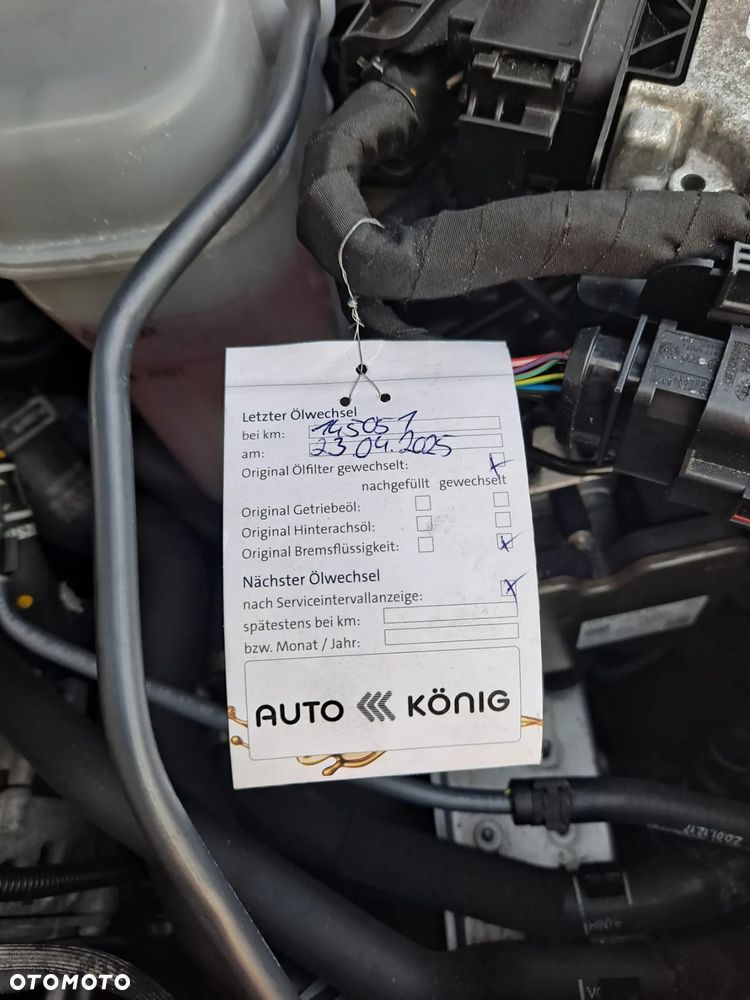 Letzter Ölwechsel
bei km: 145051
am: 23.04.2025
Original Ölfilter gewechselt:
nachgefüllt gewechselt
Original Getriebeöl:
Original Hinterachsöl:
Original Bremsflüssigkeit:
Nächster Ölwechsel
nach Serviceintervallanzeige:
spätestens bei km:
bzw. Monat / Jahr:
AUTO KÖNIG
OTOMOTO